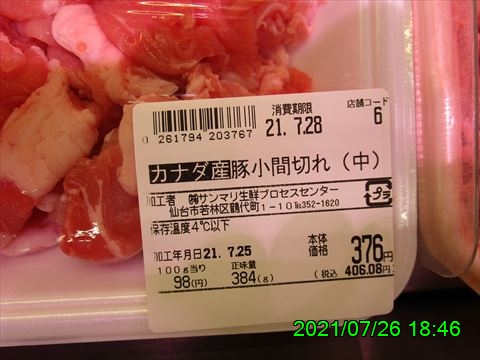 消費期限
店舗コード
0 261794 203767
21. 7.28
6
カナダ産豚小間切れ（中）
加工者 ㈱サンマリ生鮮プロセスセンター
仙台市若林区鶴代町1-10℡352-1620
プラ
保存温度4℃以下
加工年月日21. 7.25
本体価格
376円
100g当り
正味量
98(円)
384(g)
(税込 406.08円)
2021/07/26 18:46